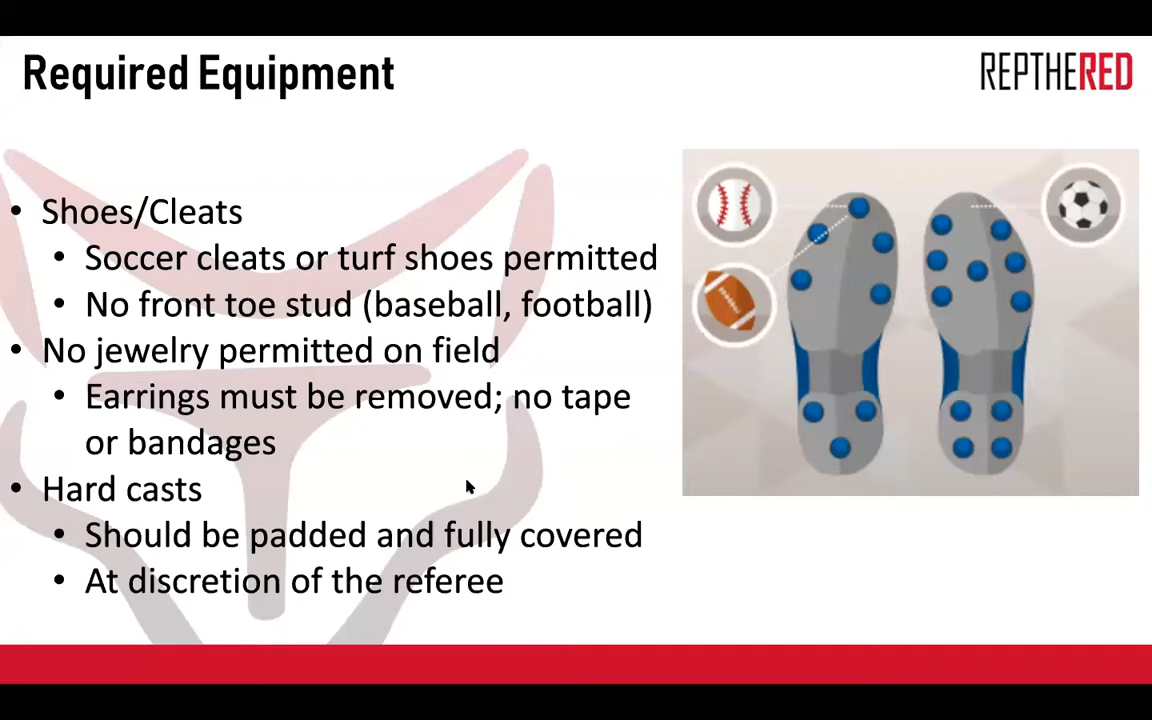 Required Equipment
REPTHERED
• Shoes/Cleats
• Soccer cleats or turf shoes permitted
• No front toe stud (baseball, football)
• No jewelry permitted on field
• Earrings must be removed; no tape
or bandages
• Hard casts
• Should be padded and fully covered
• At discretion of the referee